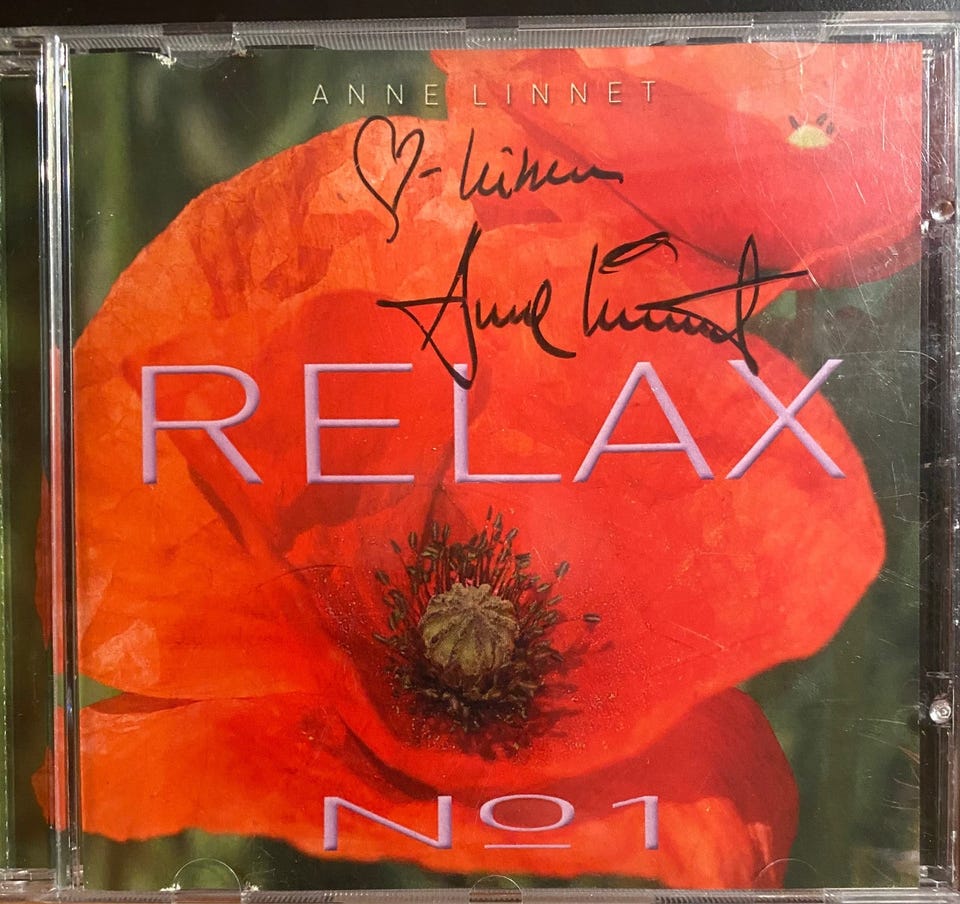 ANNE LINNET
♡- hilsen
Anne Linnet
RELAX
No1